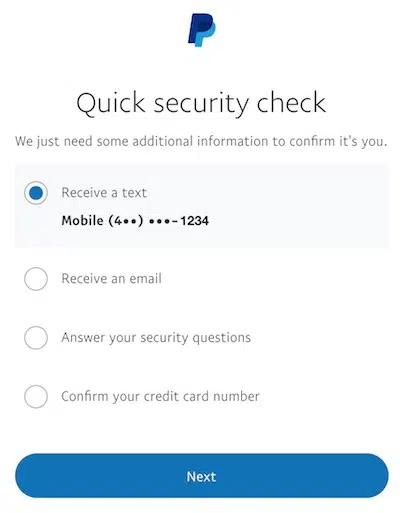 Quick security check
We just need some additional information to confirm it's you.
Receive a text
Mobile (4••) •••-1234
Receive an email
Answer your security questions
Confirm your credit card number
Next